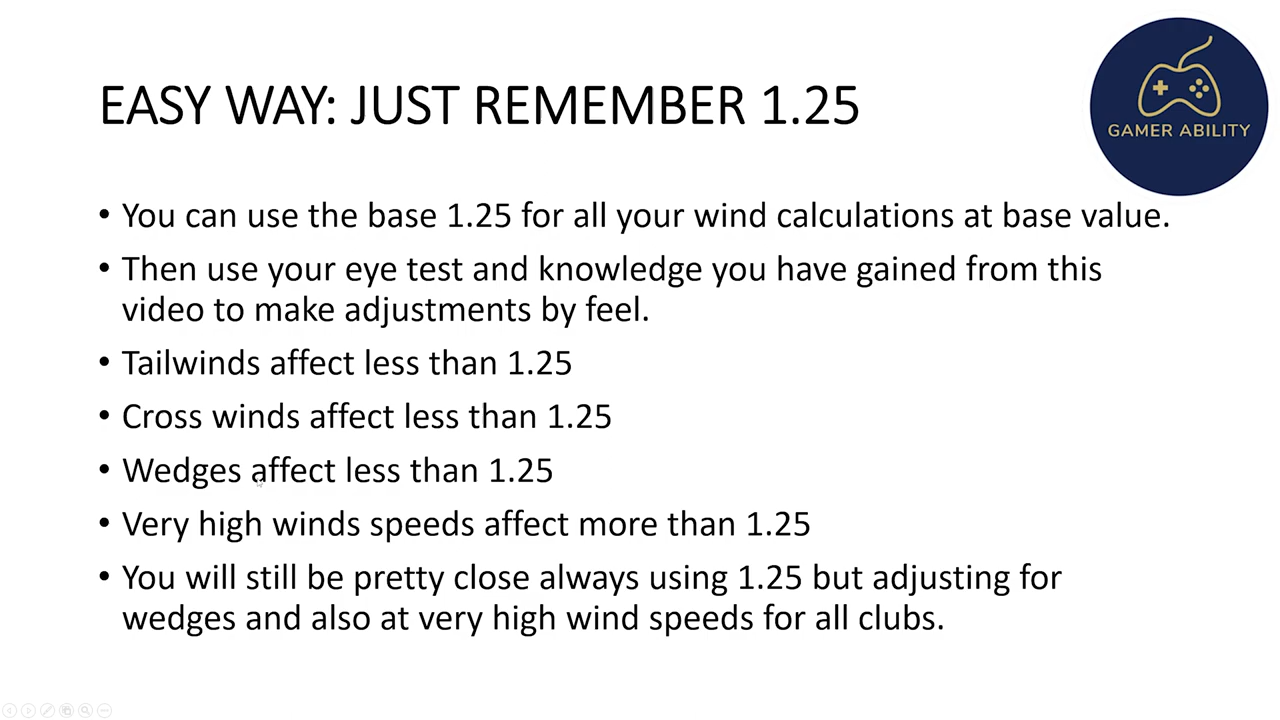 EASY WAY: JUST REMEMBER 1.25
GAMER ABILITY
• You can use the base 1.25 for all your wind calculations at base value.
• Then use your eye test and knowledge you have gained from this
video to make adjustments by feel.
• Tailwinds affect less than 1.25
• Cross winds affect less than 1.25
• Wedges affect less than 1.25
• Very high winds speeds affect more than 1.25
• You will still be pretty close always using 1.25 but adjusting for
wedges and also at very high wind speeds for all clubs.